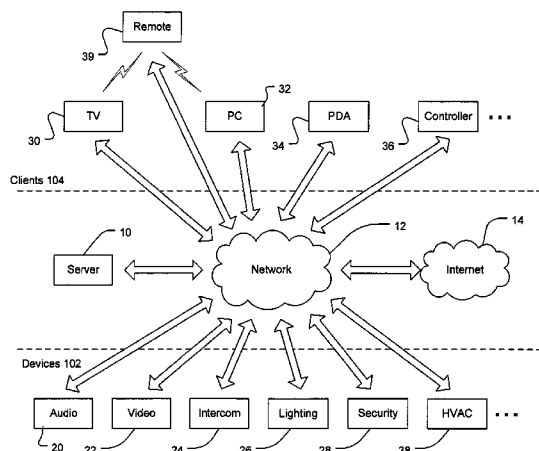 Remote
39
32
TV
PC
PDA
Controller
...
30
34
36
Clients 104
10
12
14
Server
Network
Internet
Devices 102
Audio
Video
Intercom
Lighting
Security
HVAC
...
20
22
24
26
28
38